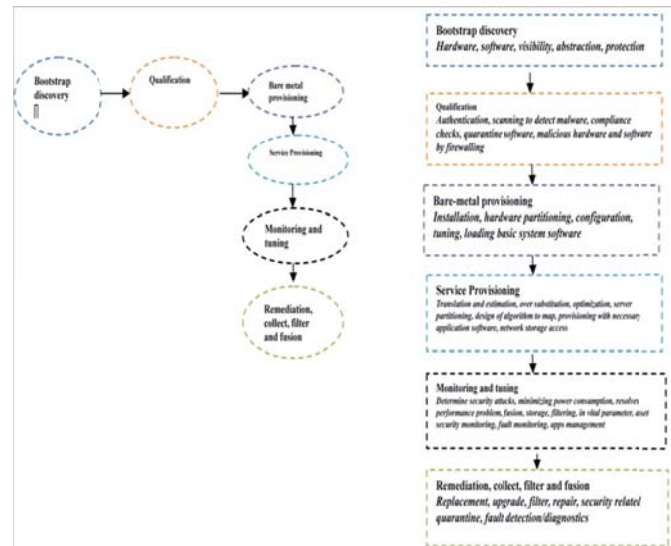 Bootstrap
discovery
Qualification
Bare metal
provisioning
Service Provisioning
Monitoring and
tuning
Remediation,
collect, filter
and fusion
Bootstrap discovery
Hardware, software, visibility, abstraction, protection
Qualification
Authentication, scanning to detect malware, compliance
checks, quarantine software, malicious hardware and software
by firewalling
Bare-metal provisioning
Installation, hardware partitioning, configuration,
tuning, loading basic system software
Service Provisioning
Translation and estimation, over substitution, optimization, server
partitioning, design of algorithm to map, provisioning with necessary
application software, network storage access
Monitoring and tuning
Determine security attacks, minimizing power consumption, resolves
performance problem, fusion, storage, filtering, in vital parameter, aset
security monitoring, fault monitoring, apps management
Remediation, collect, filter and fusion
Replacement, upgrade, filter, repair, security relatel
quarantine, fault detection/diagnostics